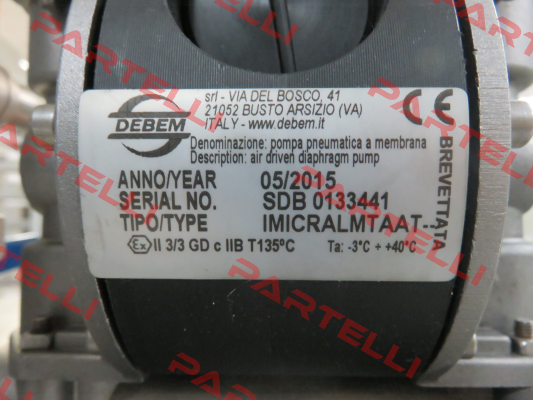 DEBEM
srl - VIA DEL BOSCO, 41
21052 BUSTO ARSIZIO (VA)
ITALY - www.debem.it
CE
Denominazione: pompa pneumatica a membrana
Description: air driven diaphragm pump
BREVETTATA
ANNO/YEAR 05/2015
SERIAL NO. SDB 0133441
TIPO/TYPE IMICRALMTAAT--
Ex II 3/3 GD c IIB T135°C Ta: -3°C ÷ +40°C
PARTELLI
PARTELLI
PARTELLI
PARTELLI
PARTELLI